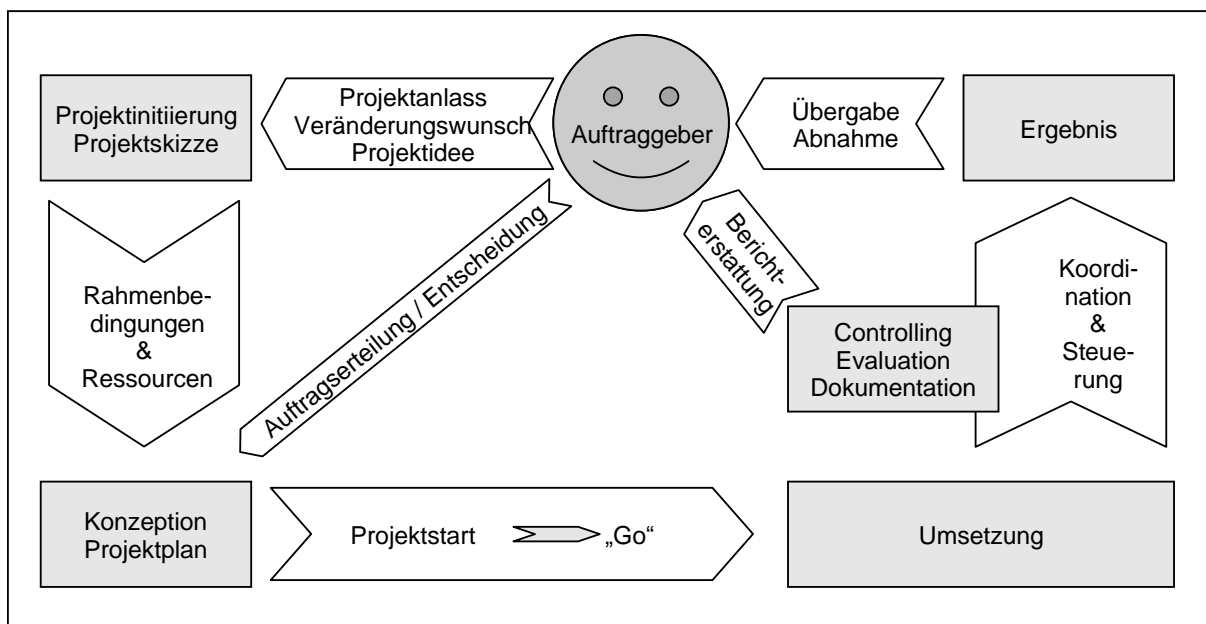 Projektinitiierung
Projektskizze
Projektanlass
Veränderungswunsch
Projektidee
Auftraggeber
Übergabe
Abnahme
Ergebnis
Rahmenbe-
dingungen
&
Ressourcen
Auftragserteilung / Entscheidung
Bericht-
erstattung
Controlling
Evaluation
Dokumentation
Koordi-
nation
&
Steue-
rung
Konzeption
Projektplan
Projektstart „Go“
Umsetzung